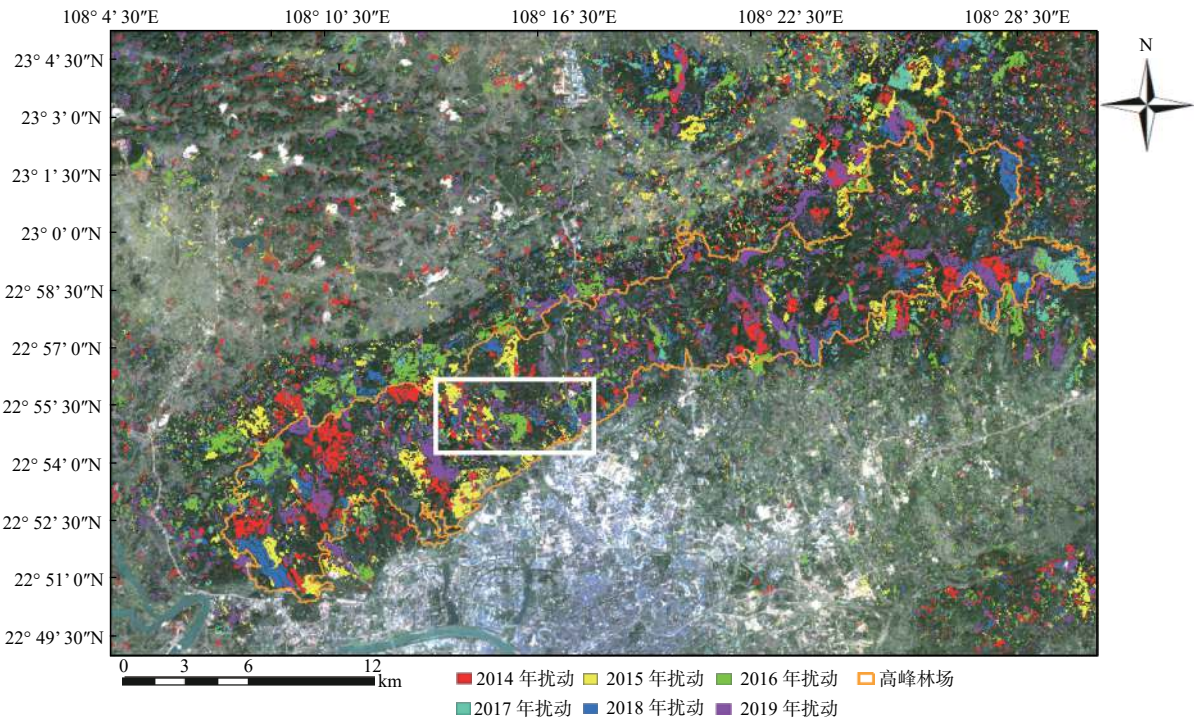 108° 4′ 30″E 108° 10′ 30″E 108° 16′ 30″E 108° 22′ 30″E 108° 28′ 30″E
N
23° 4′ 30″N
23° 3′ 0″N
23° 1′ 30″N
23° 0′ 0″N
22° 58′ 30″N
22° 57′ 0″N
22° 55′ 30″N
22° 54′ 0″N
22° 52′ 30″N
22° 51′ 0″N
22° 49′ 30″N
0 3 6 12
km
2014 年扰动 2015 年扰动 2016 年扰动 高峰林场
2017 年扰动 2018 年扰动 2019 年扰动